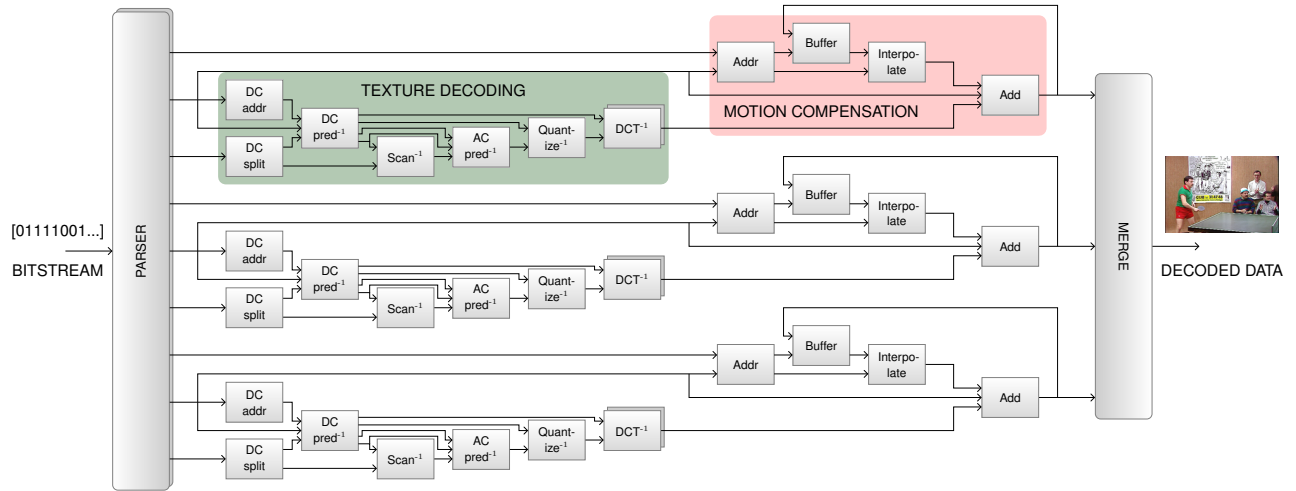 [01111001...]
BITSTREAM
PARSER
TEXTURE DECODING
DC
addr
DC
split
DC
pred-1
Scan-1
AC
pred-1
Quant-
ize-1
DCT-1
MOTION COMPENSATION
Addr
Buffer
Interpo-
late
Add
DC
addr
DC
split
DC
pred-1
Scan-1
AC
pred-1
Quant-
ize-1
DCT-1
Addr
Buffer
Interpo-
late
Add
DC
addr
DC
split
DC
pred-1
Scan-1
AC
pred-1
Quant-
ize-1
DCT-1
Addr
Buffer
Interpo-
late
Add
MERGE
DECODED DATA